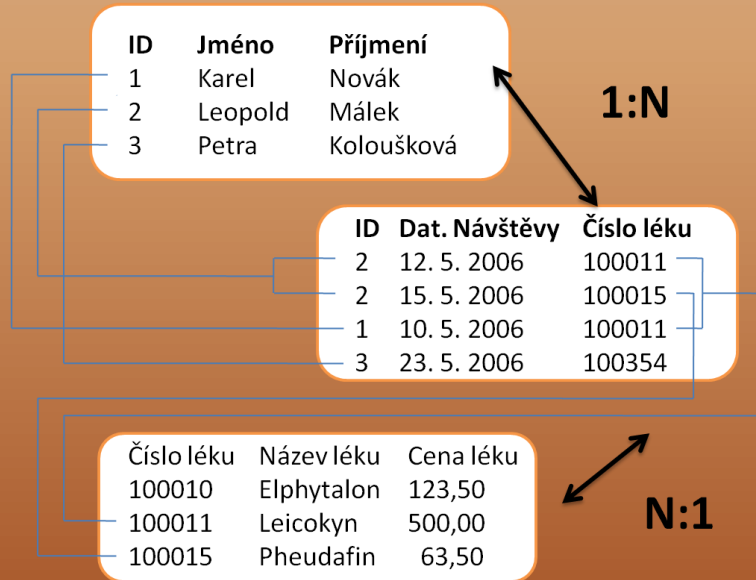 ID Jméno Příjmení
1 Karel Novák
2 Leopold Málek
3 Petra Koloušková
1:N
ID Dat. Návštěvy Číslo léku
2 12. 5. 2006 100011
2 15. 5. 2006 100015
1 10. 5. 2006 100011
3 23. 5. 2006 100354
Číslo léku Název léku Cena léku
100010 Elphytalon 123,50
100011 Leicokyn 500,00
100015 Pheudafin 63,50
N:1